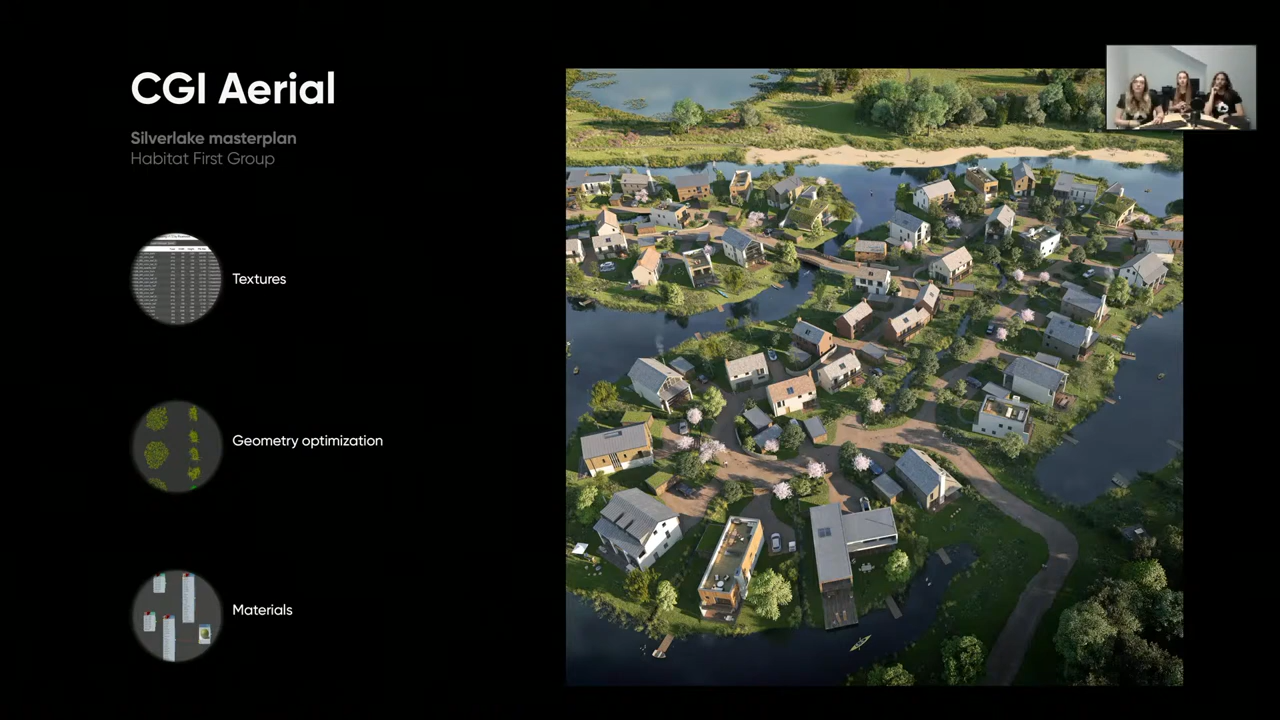 CGI Aerial
Silverlake masterplan
Habitat First Group
Textures
Geometry optimization
Materials